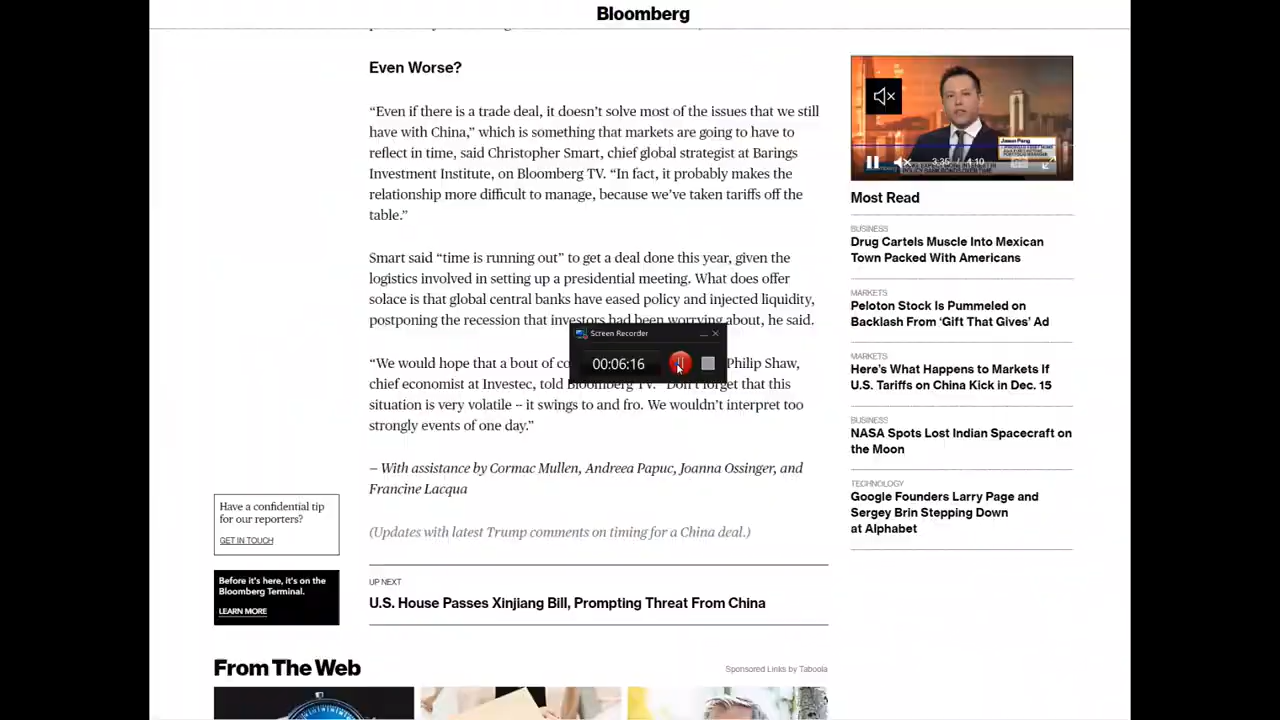 Bloomberg
Even Worse?
“Even if there is a trade deal, it doesn’t solve most of the issues that we still
have with China,” which is something that markets are going to have to
reflect in time, said Christopher Smart, chief global strategist at Barings
Investment Institute, on Bloomberg TV. “In fact, it probably makes the
relationship more difficult to manage, because we’ve taken tariffs off the
table.”
Smart said “time is running out” to get a deal done this year, given the
logistics involved in setting up a presidential meeting. What does offer
solace is that global central banks have eased policy and injected liquidity,
postponing the recession that investors had been worrying about, he said.
Screen Recorder
00:06:16
“We would hope that a bout of Philip Shaw,
chief economist at Investec, told Bloomberg TV. “Don’t forget that this
situation is very volatile -- it swings to and fro. We wouldn’t interpret too
strongly events of one day.”
— With assistance by Cormac Mullen, Andreea Papuc, Joanna Ossinger, and
Francine Lacqua
(Updates with latest Trump comments on timing for a China deal.)
UP NEXT
U.S. House Passes Xinjiang Bill, Prompting Threat From China
Have a confidential tip
for our reporters?
GET IN TOUCH
Before it's here, it's on the
Bloomberg Terminal.
LEARN MORE
From The Web
Sponsored Links by Taboola
Jason Pang
3:35 / 4:10
Most Read
BUSINESS
Drug Cartels Muscle Into Mexican
Town Packed With Americans
MARKETS
Peloton Stock Is Pummeled on
Backlash From ‘Gift That Gives’ Ad
MARKETS
Here’s What Happens to Markets If
U.S. Tariffs on China Kick in Dec. 15
BUSINESS
NASA Spots Lost Indian Spacecraft on
the Moon
TECHNOLOGY
Google Founders Larry Page and
Sergey Brin Stepping Down
at Alphabet